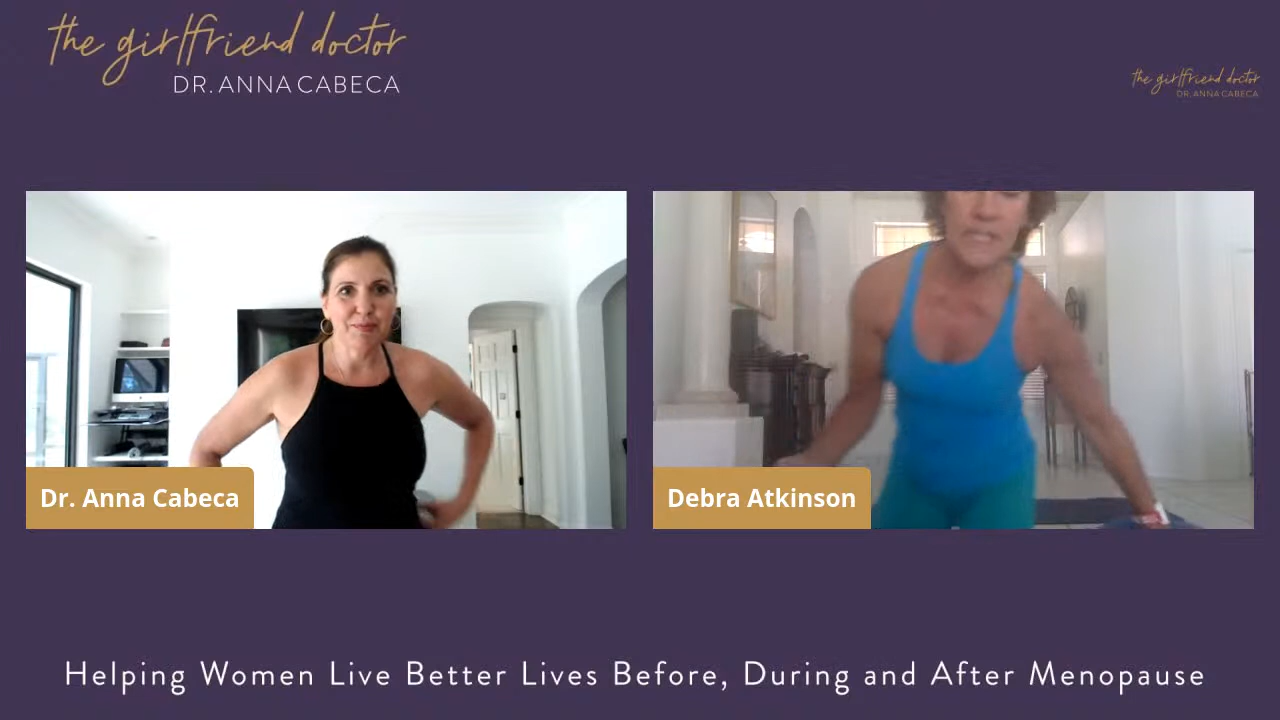 the girlfriend doctor
DR. ANNA CABECA
the girlfriend doctor
DR. ANNA CABECA
Dr. Anna Cabeca
Debra Atkinson
Helping Women Live Better Lives Before, During and After Menopause